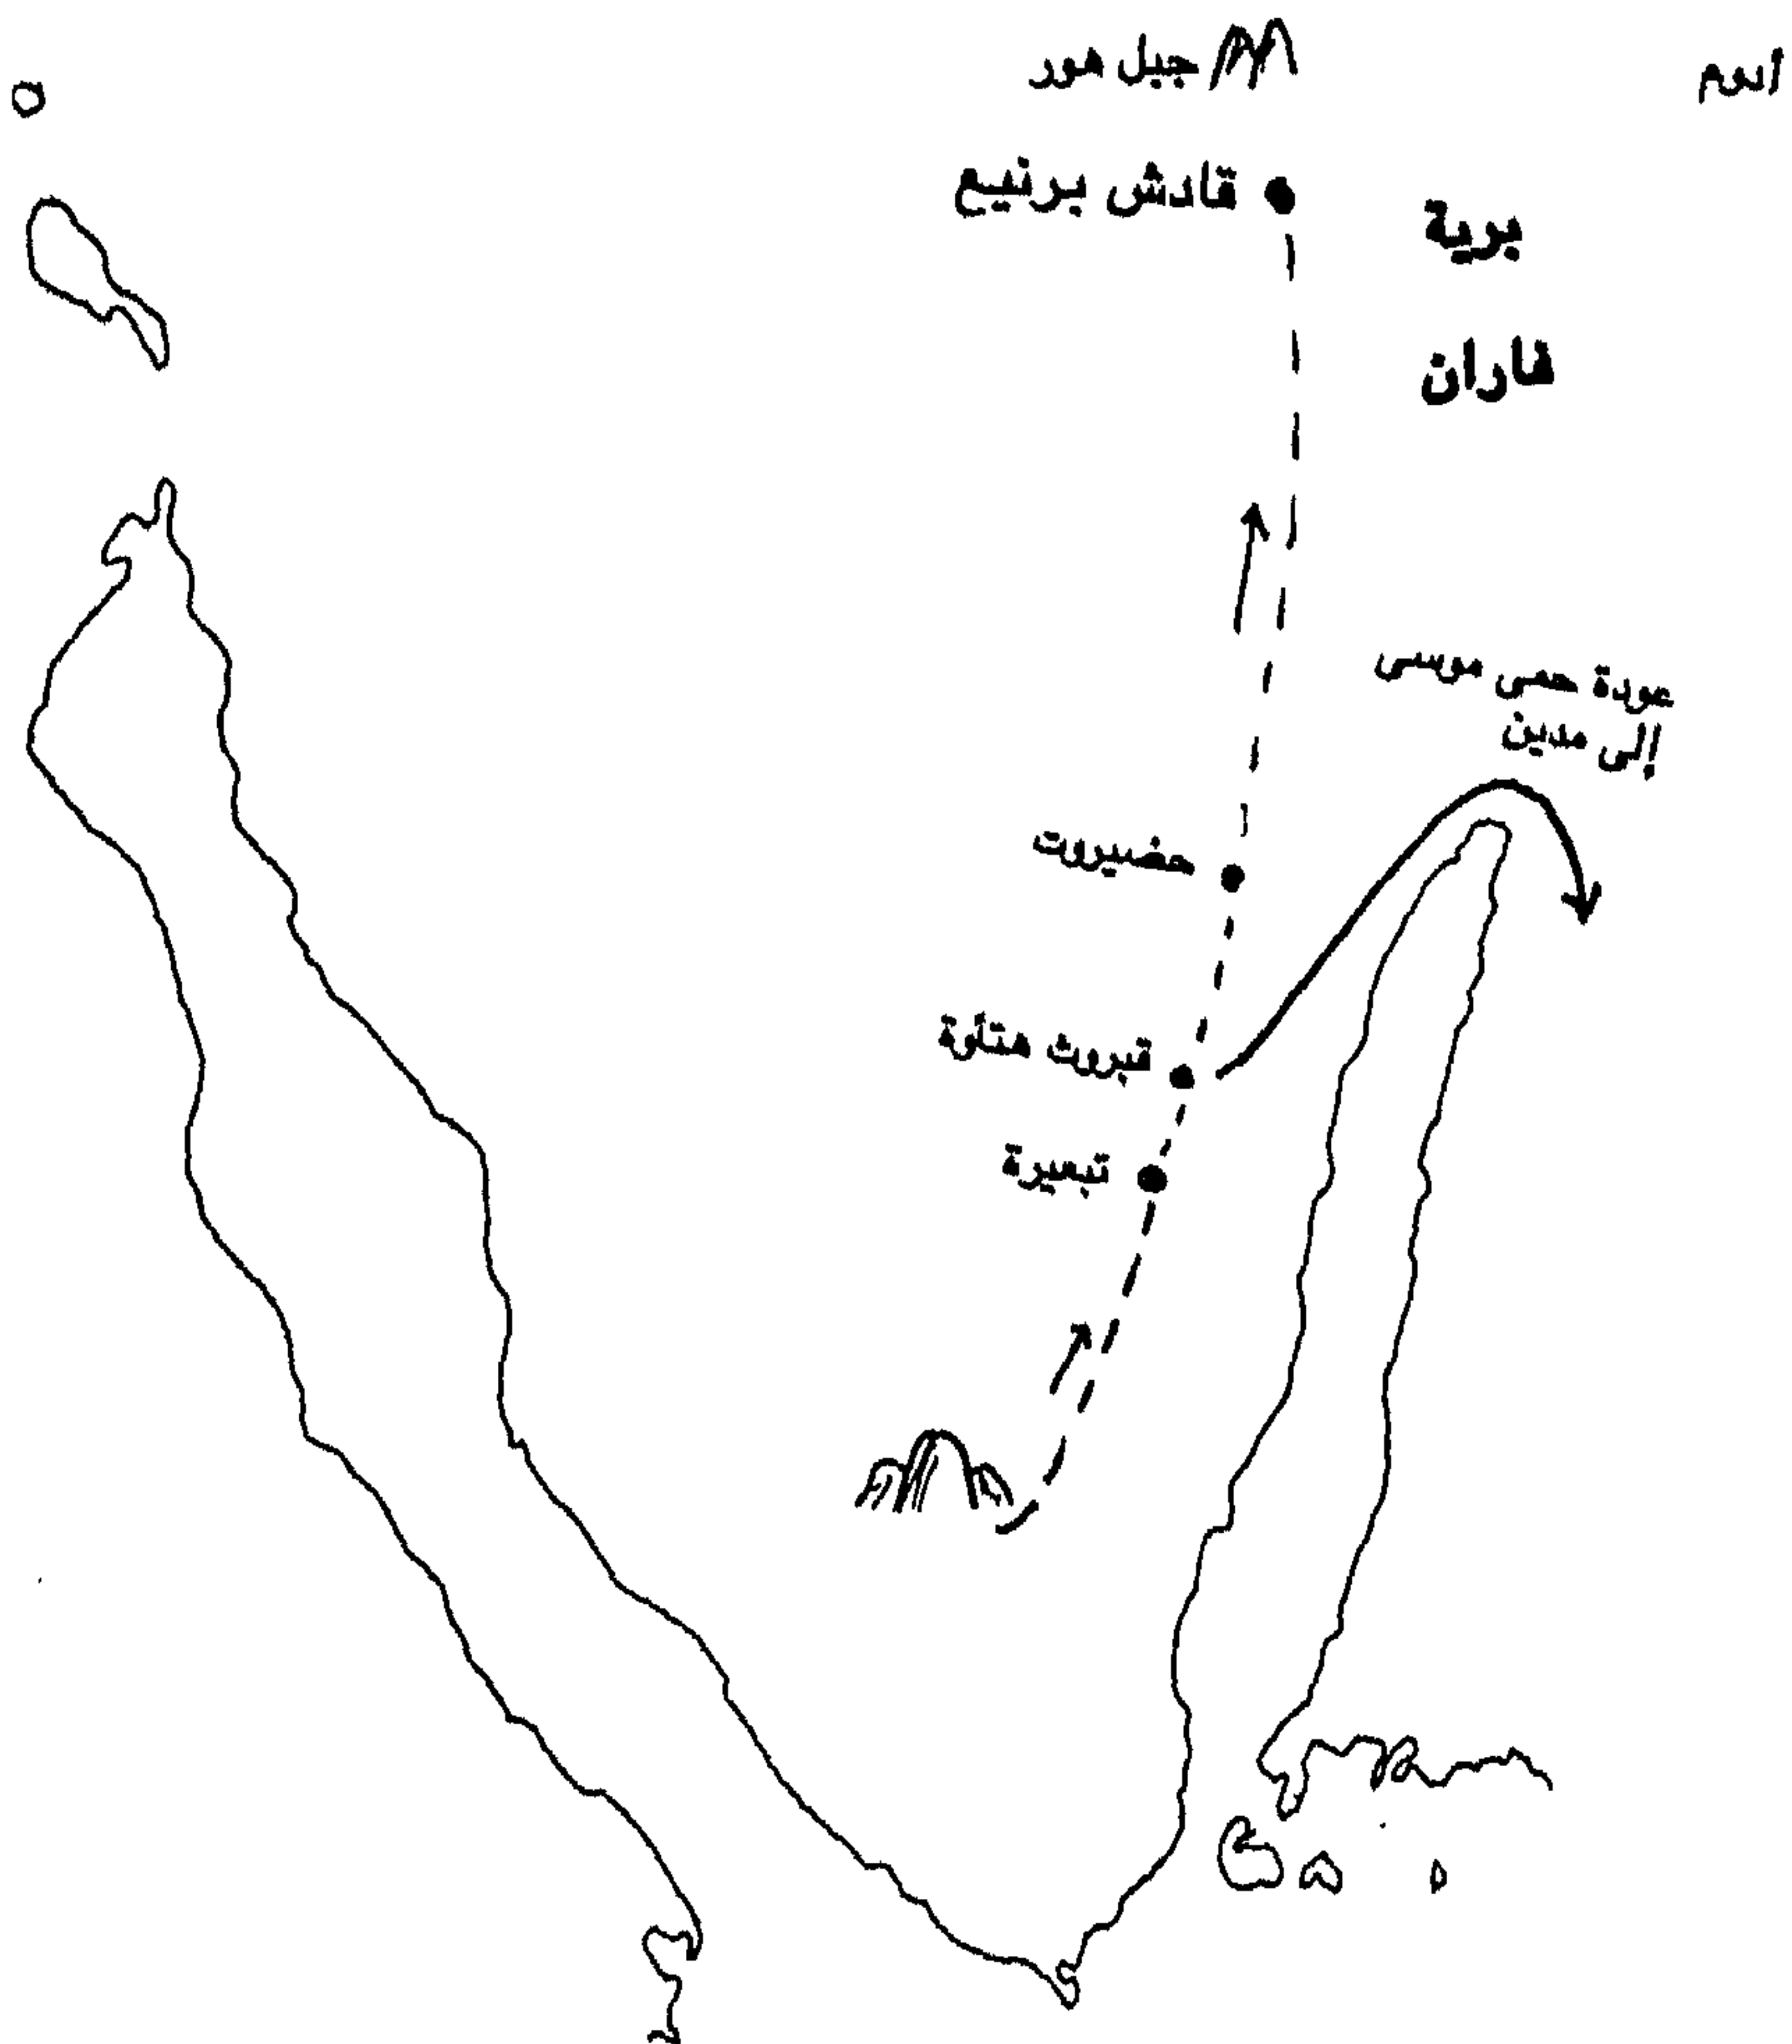 جبل هور
قادش برنيع
برية
فاران
عودة حمى موسى
إلى مدين
حضيروت
قبروت هتأوة
تبعيرة